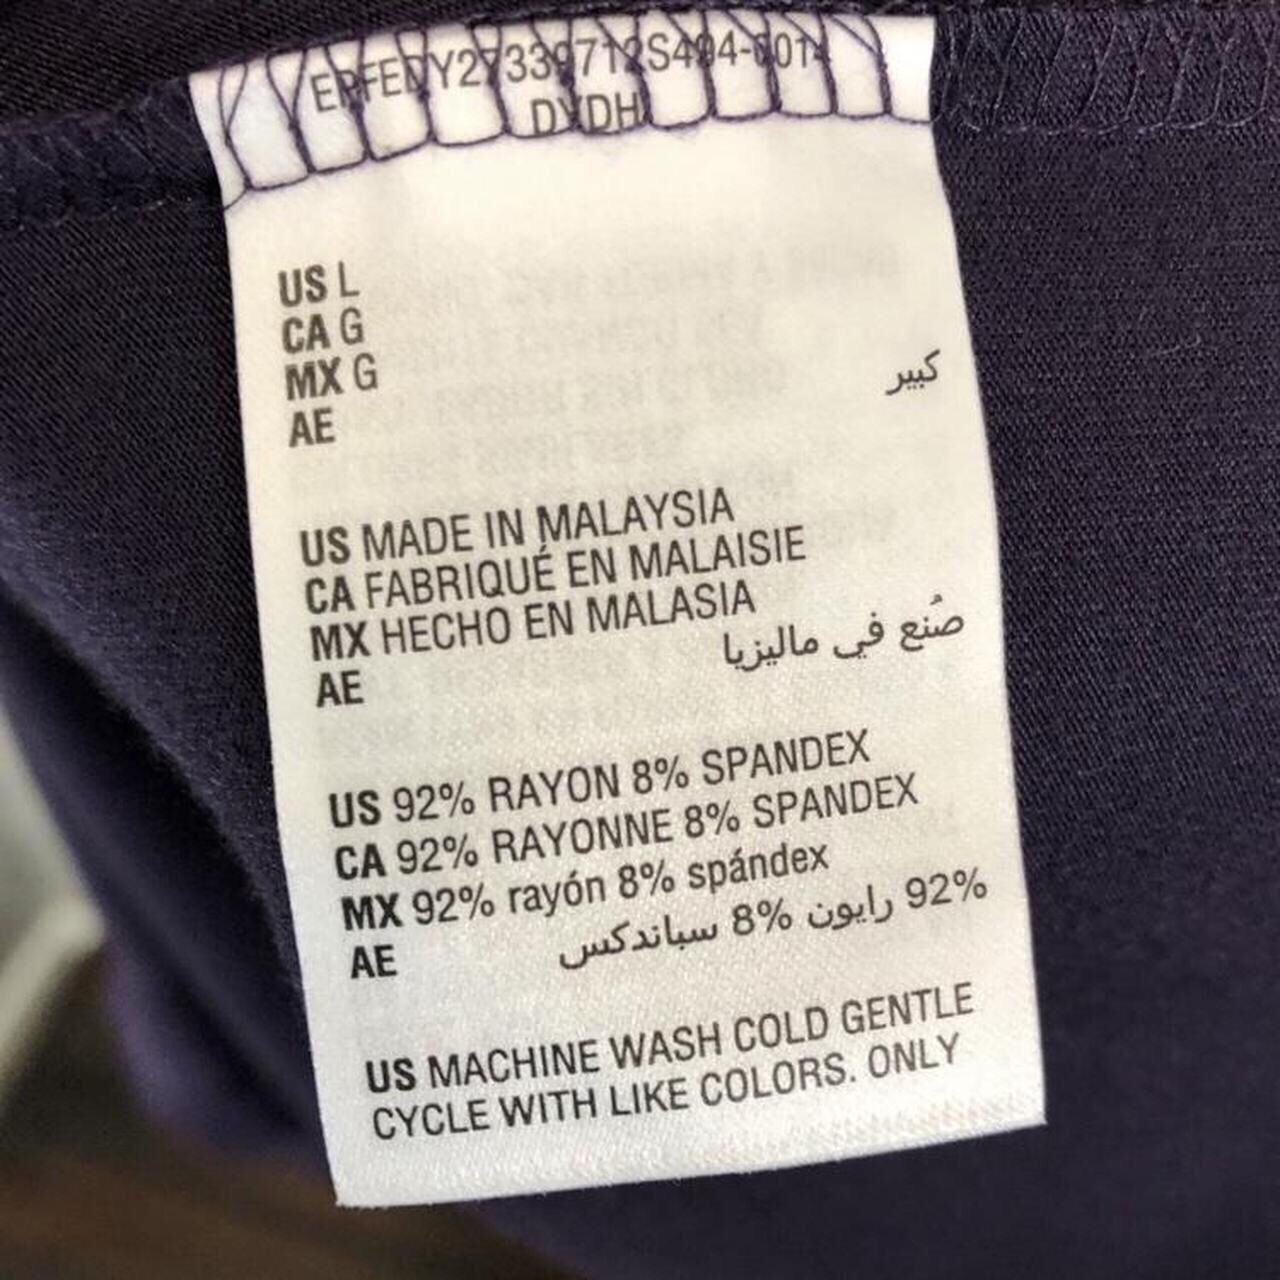 DYDH
US L
CA G
MX G
AE كبير
US MADE IN MALAYSIA
CA FABRIQUÉ EN MALAISIE
MX HECHO EN MALASIA
AE صُنع في ماليزيا
US 92% RAYON 8% SPANDEX
CA 92% RAYONNE 8% SPANDEX
MX 92% rayón 8% spándex
AE 92% رايون 8% سباندكس
US MACHINE WASH COLD GENTLE
CYCLE WITH LIKE COLORS. ONLY